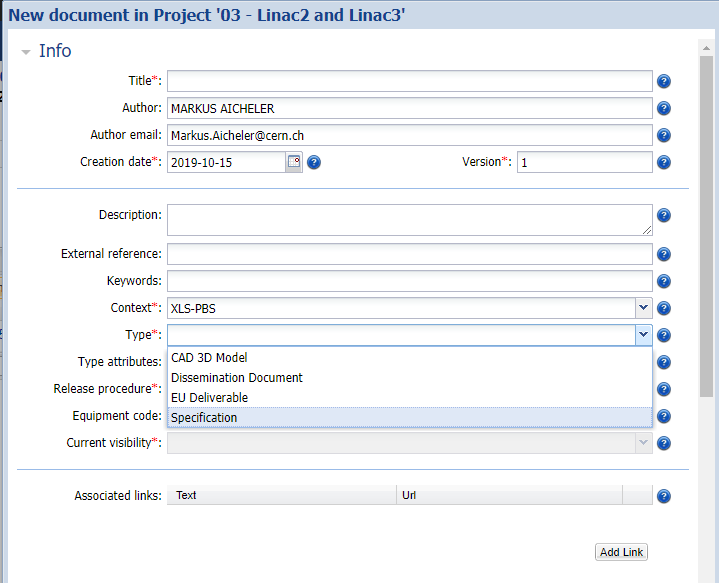 New document in Project '03 - Linac2 and Linac3'
Info
Title*:
Author: MARKUS AICHELER
Author email: Markus.Aicheler@cern.ch
Creation date*: 2019-10-15 Version*: 1
Description:
External reference:
Keywords:
Context*: XLS-PBS
Type*:
Type attributes: CAD 3D Model
Dissemination Document
Release procedure*: EU Deliverable
Equipment code: Specification
Current visibility*:
Associated links: Text Url
Add Link